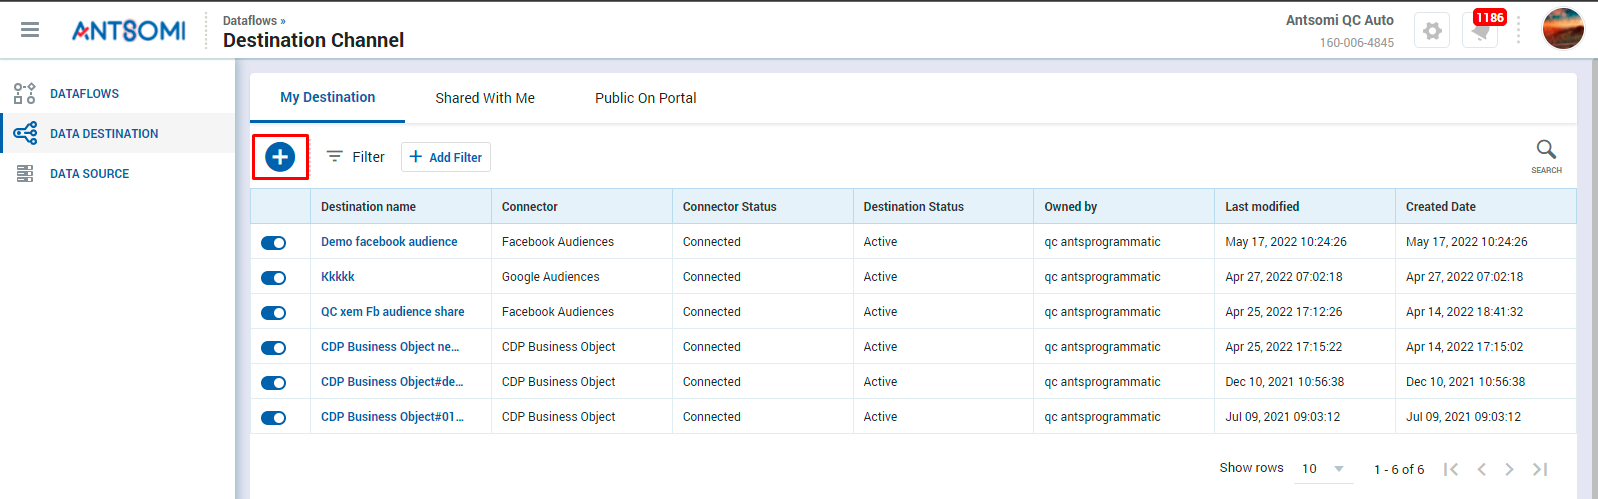 ANTSOMI
Dataflows »
Destination Channel
Antsomi QC Auto
160-006-4845
1186
DATAFLOWS
DATA DESTINATION
DATA SOURCE
My Destination Shared With Me Public On Portal
Filter Add Filter
SEARCH
Destination name Connector Connector Status Destination Status Owned by Last modified Created Date
Demo facebook audience Facebook Audiences Connected Active qc antsprogrammatic May 17, 2022 10:24:26 May 17, 2022 10:24:26
Kkkkk Google Audiences Connected Active qc antsprogrammatic Apr 27, 2022 07:02:18 Apr 27, 2022 07:02:18
QC xem Fb audience share Facebook Audiences Connected Active qc antsprogrammatic Apr 25, 2022 17:12:26 Apr 14, 2022 18:41:32
CDP Business Object ne... CDP Business Object Connected Active qc antsprogrammatic Apr 25, 2022 17:15:22 Apr 14, 2022 17:15:02
CDP Business Object#de... CDP Business Object Connected Active qc antsprogrammatic Dec 10, 2021 10:56:38 Dec 10, 2021 10:56:38
CDP Business Object#01... CDP Business Object Connected Active qc antsprogrammatic Jul 09, 2021 09:03:12 Jul 09, 2021 09:03:12
Show rows 10 1 - 6 of 6